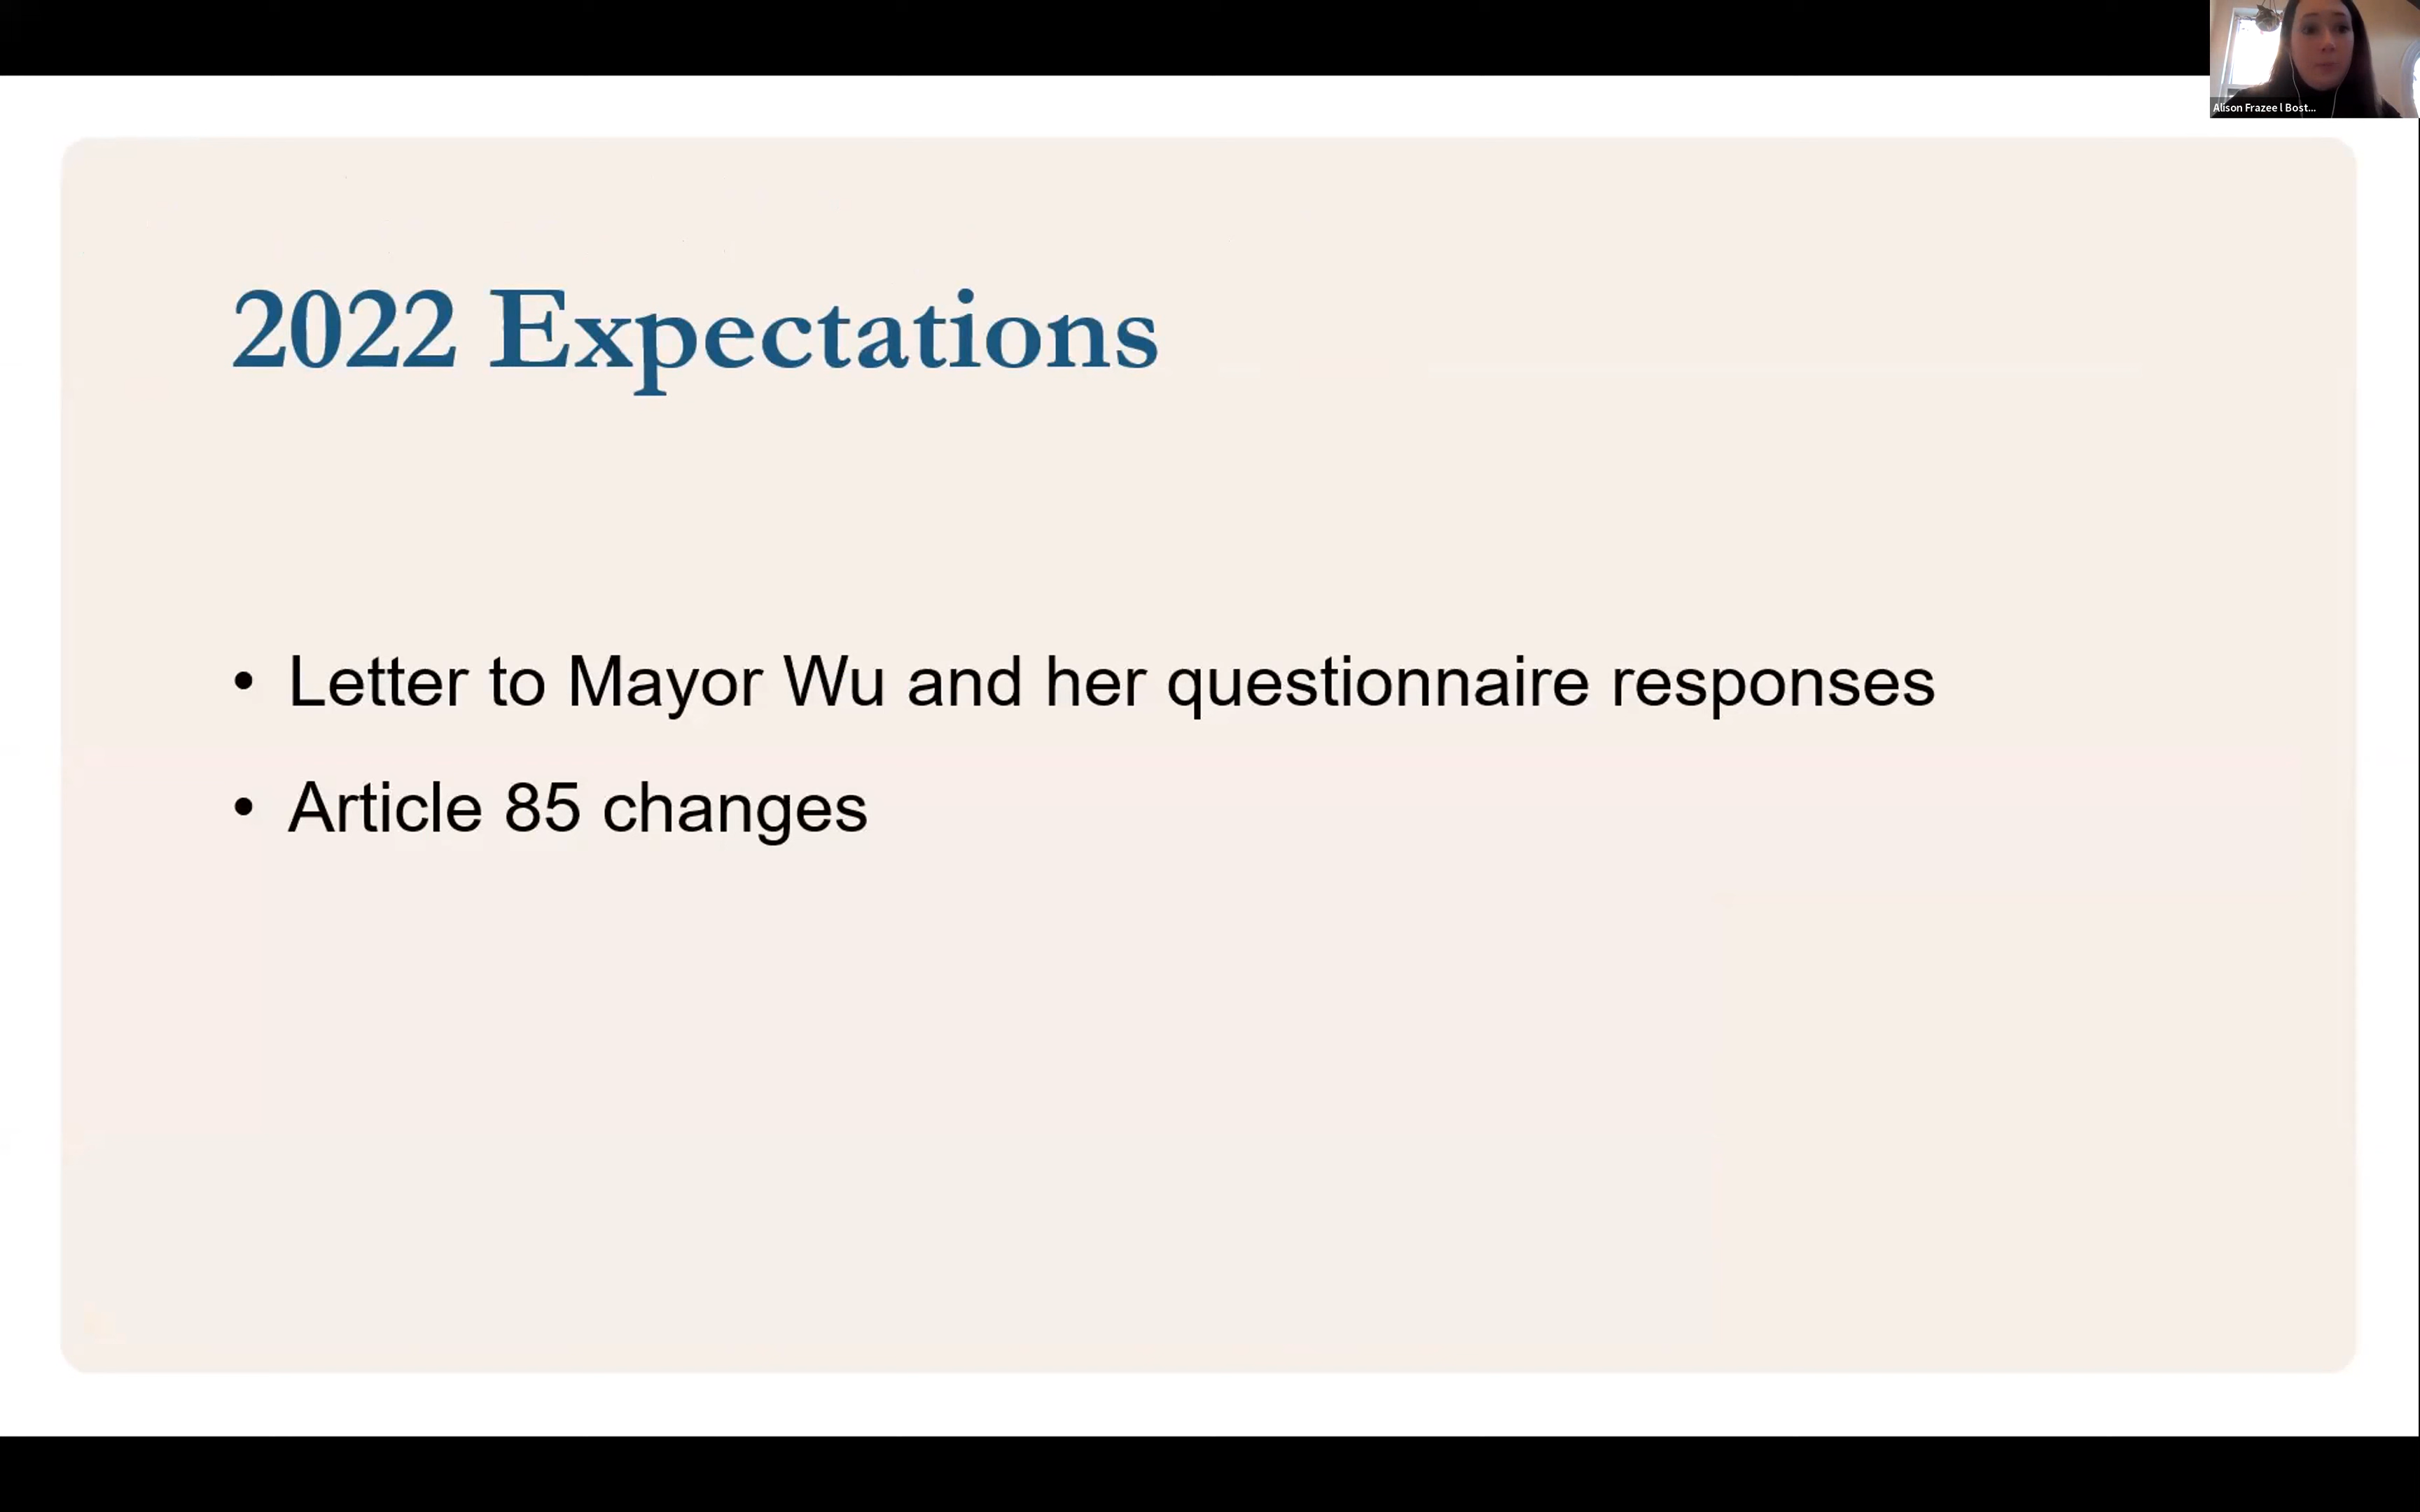 Alison Frazee l Bost...
2022 Expectations
• Letter to Mayor Wu and her questionnaire responses
• Article 85 changes